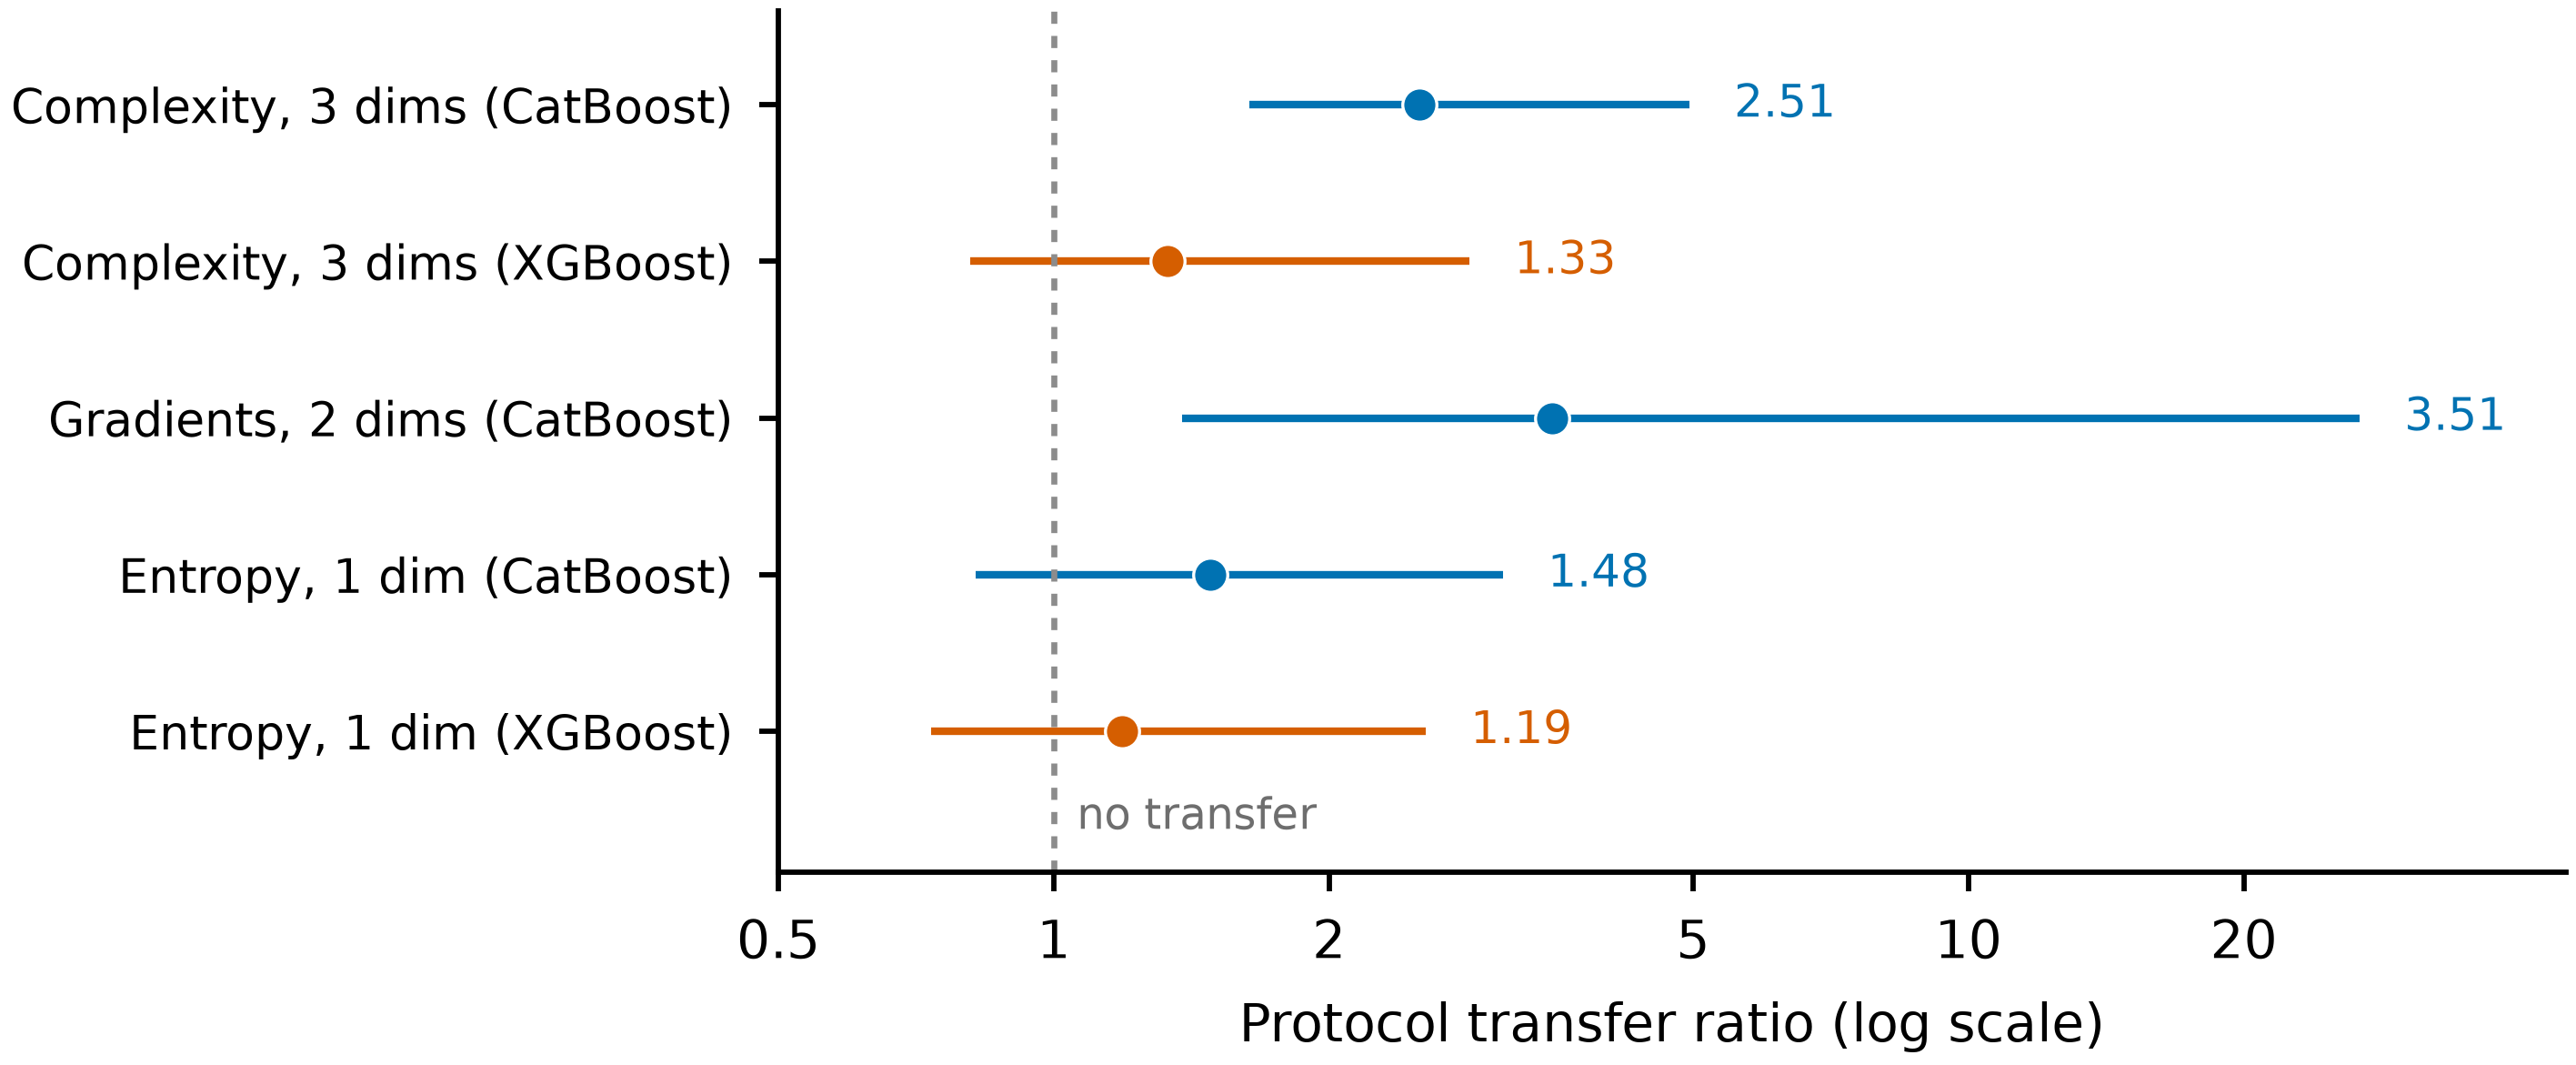 Complexity, 3 dims (CatBoost)
2.51
Complexity, 3 dims (XGBoost)
1.33
Gradients, 2 dims (CatBoost)
3.51
Entropy, 1 dim (CatBoost)
1.48
Entropy, 1 dim (XGBoost)
1.19
no transfer
0.5 1 2 5 10 20
Protocol transfer ratio (log scale)